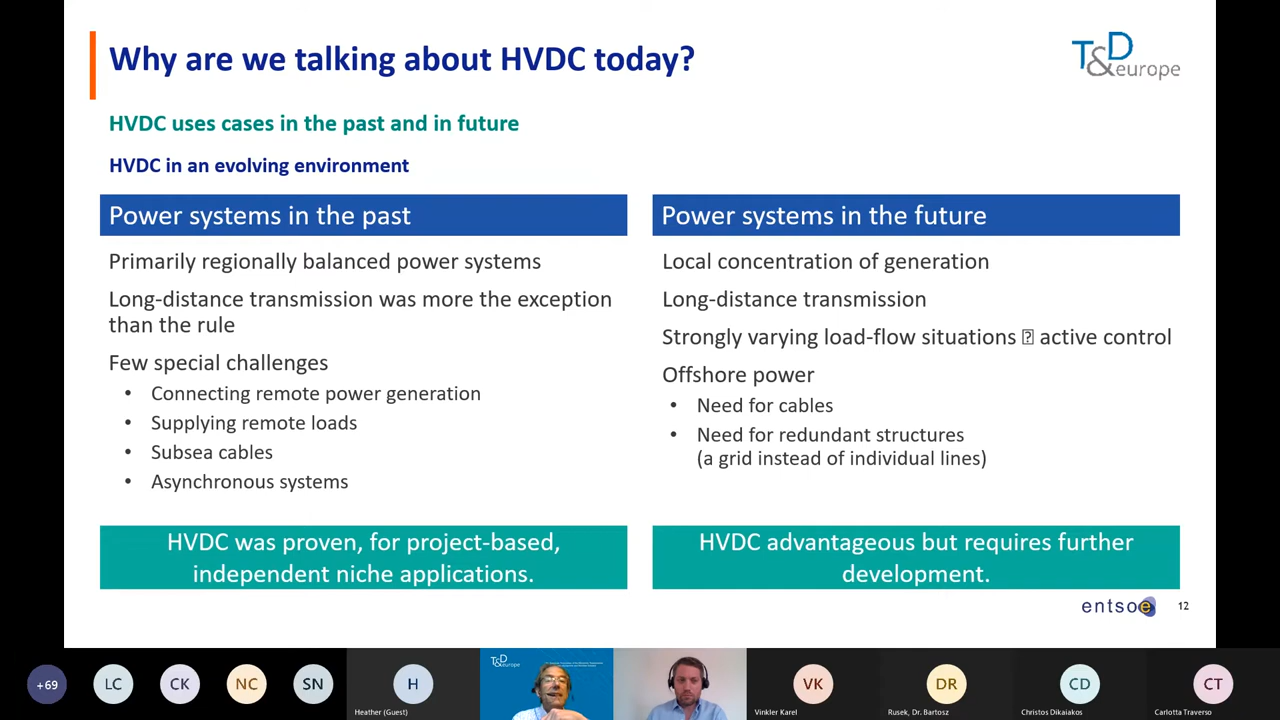 Why are we talking about HVDC today?
T&D europe
HVDC uses cases in the past and in future
HVDC in an evolving environment
Power systems in the past
Primarily regionally balanced power systems
Long-distance transmission was more the exception
than the rule
Few special challenges
• Connecting remote power generation
• Supplying remote loads
• Subsea cables
• Asynchronous systems
HVDC was proven, for project-based,
independent niche applications.
Power systems in the future
Local concentration of generation
Long-distance transmission
Strongly varying load-flow situations ⍰ active control
Offshore power
• Need for cables
• Need for redundant structures
(a grid instead of individual lines)
HVDC advantageous but requires further
development.
entsoe
12
+69
LC
CK
NC
SN
H
Heather (Guest)
T&D europe
VK
Vinkler Karel
DR
Rusek, Dr. Bartosz
CD
Christos Dikaiakos
CT
Carlotta Traverso